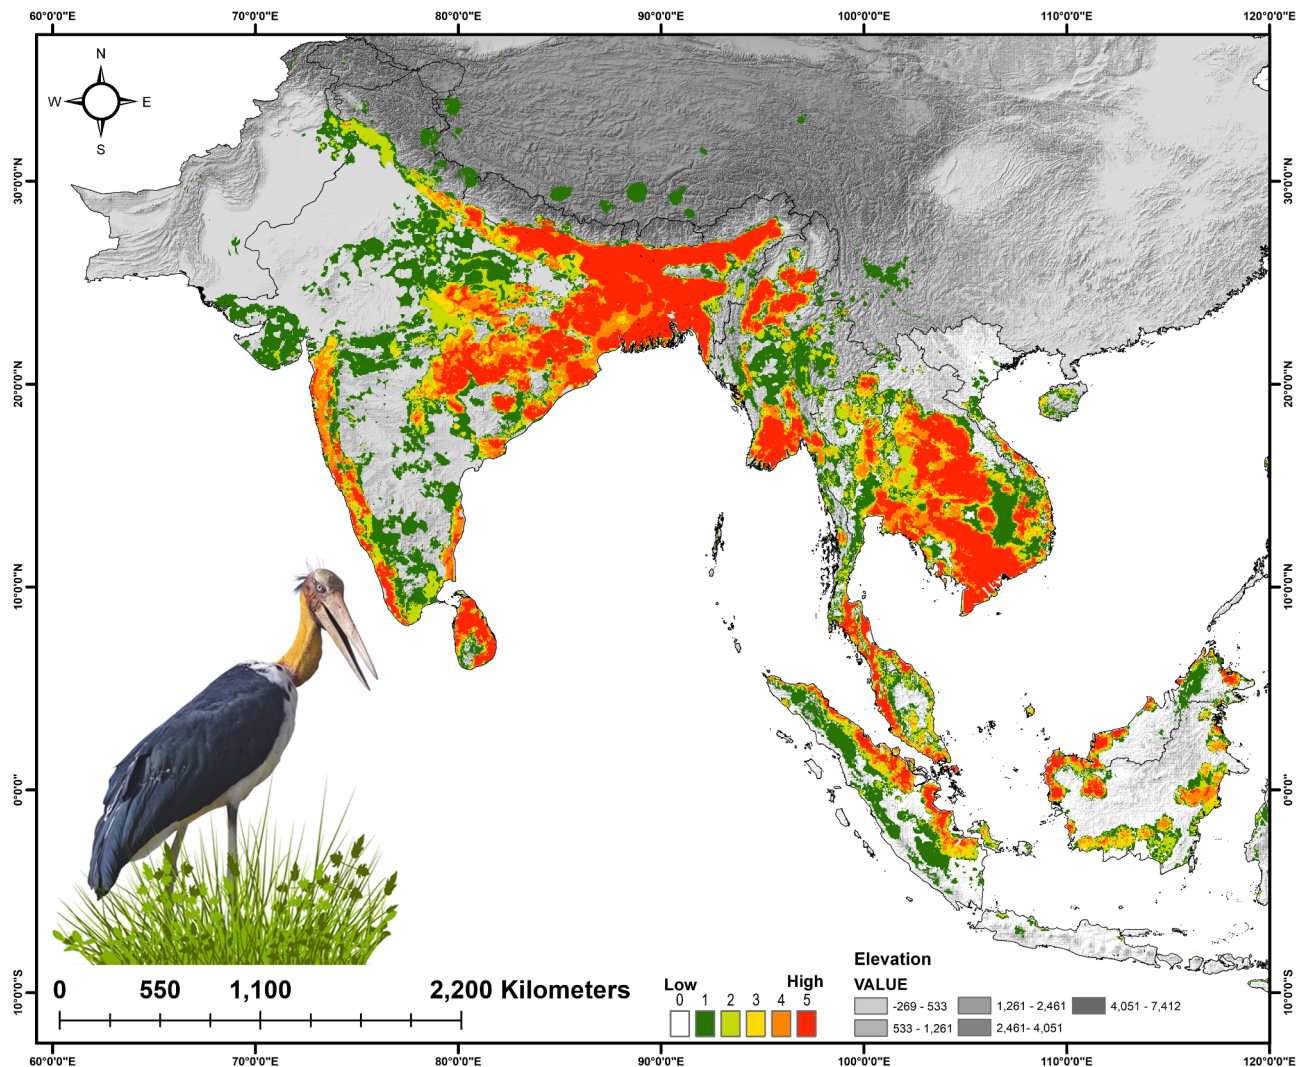 60°0'0"E 70°0'0"E 80°0'0"E 90°0'0"E 100°0'0"E 110°0'0"E 120°0'0"E
N
W E
S
30°0'0"N 30°0'0"N
20°0'0"N 20°0'0"N
10°0'0"N 10°0'0"N
0°0'0" 0°0'0"
10°0'0"S 10°0'0"S
0 550 1,100 2,200 Kilometers
Low High
0 1 2 3 4 5
Elevation
VALUE
-269 - 533 1,261 - 2,461 4,051 - 7,412
533 - 1,261 2,461- 4,051
60°0'0"E 70°0'0"E 80°0'0"E 90°0'0"E 100°0'0"E 110°0'0"E 120°0'0"E